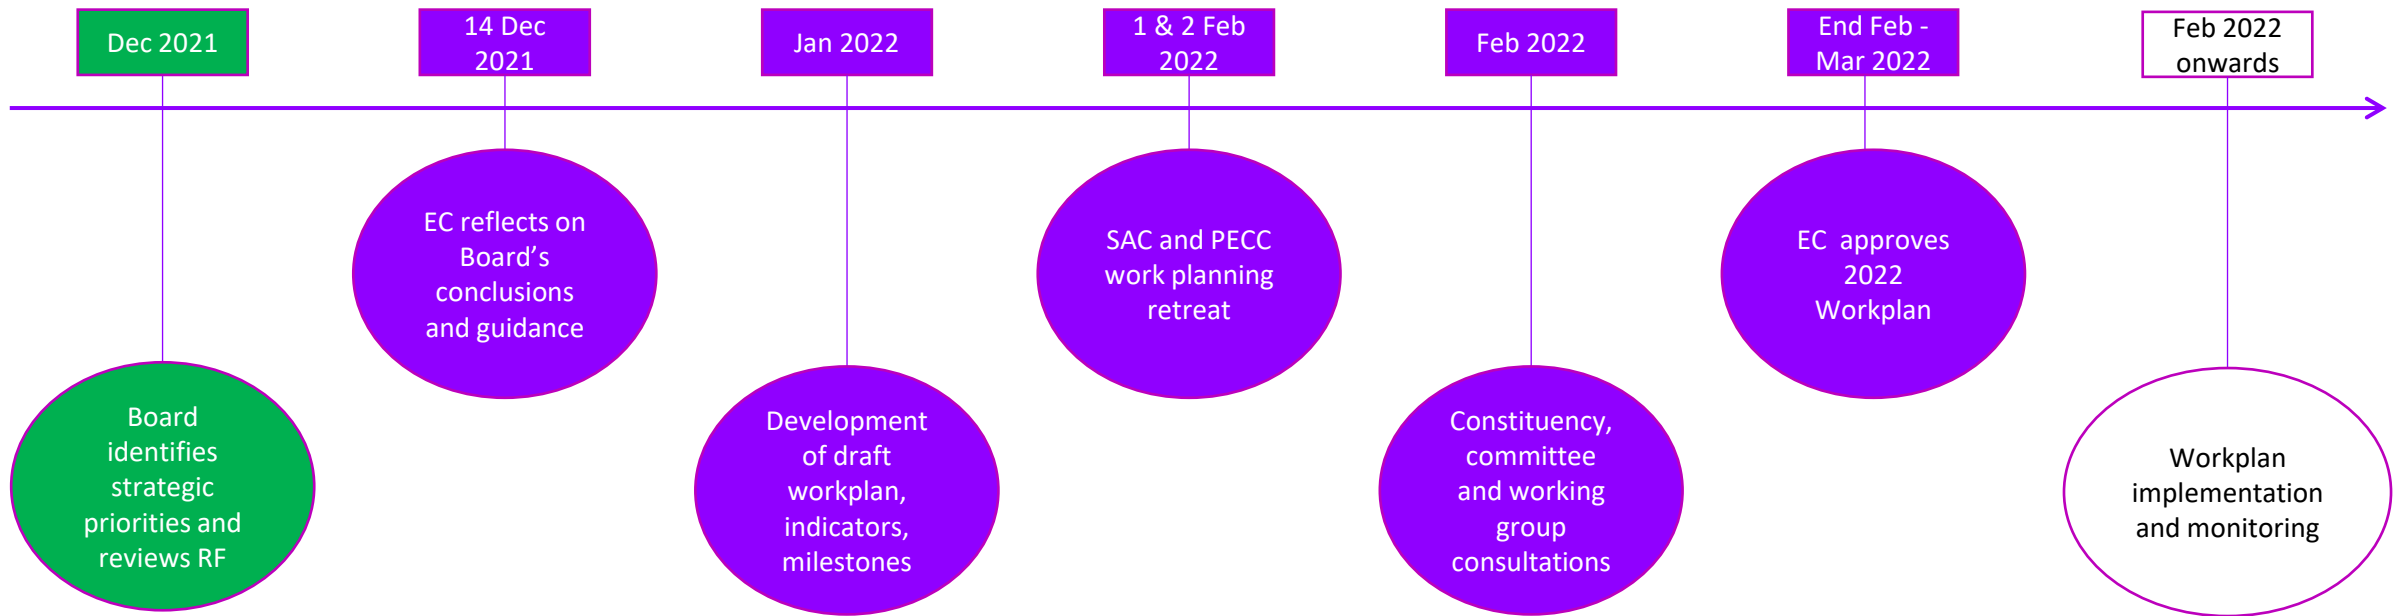 Dec 2021
14 Dec
2021
Jan 2022
1 & 2 Feb
2022
Feb 2022
End Feb -
Mar 2022
Feb 2022
onwards
Board
identifies
strategic
priorities and
reviews RF
EC reflects on
Board’s
conclusions
and guidance
Development
of draft
workplan,
indicators,
milestones
SAC and PECC
work planning
retreat
Constituency,
committee
and working
group
consultations
EC  approves
2022
Workplan
Workplan
implementation
and monitoring